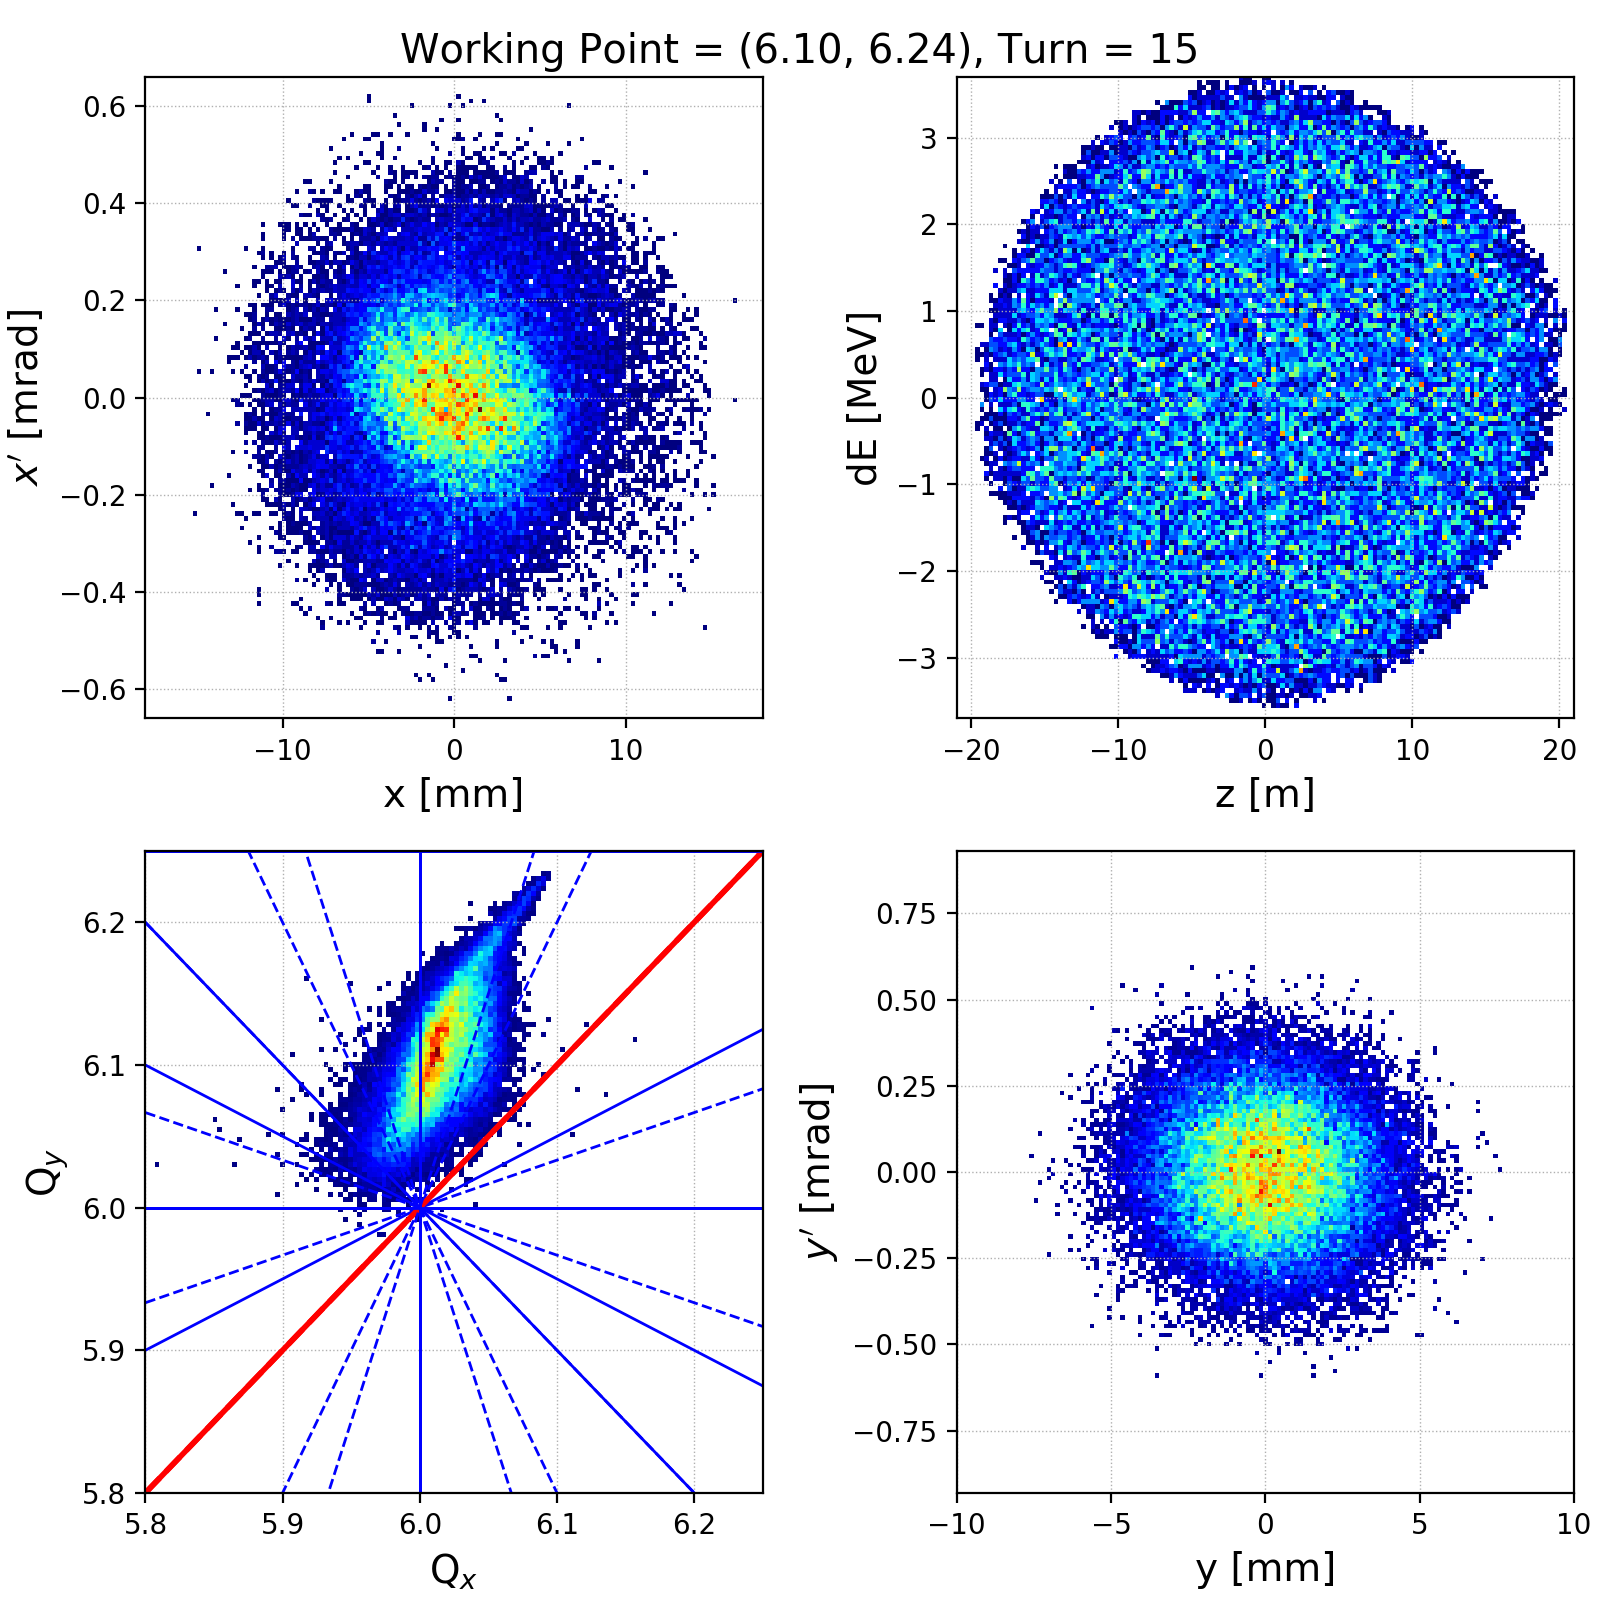 Working Point = (6.10, 6.24), Turn = 15
0.6
0.4
0.2
0.0
−0.2
−0.4
−0.6
x′ [mrad]
−10 0 10
x [mm]
3
2
1
0
−1
−2
−3
dE [MeV]
−20 −10 0 10 20
z [m]
6.2
6.1
6.0
5.9
5.8
Qy
5.8 5.9 6.0 6.1 6.2
Qx
0.75
0.50
0.25
0.00
−0.25
−0.50
−0.75
y′ [mrad]
−10 −5 0 5 10
y [mm]